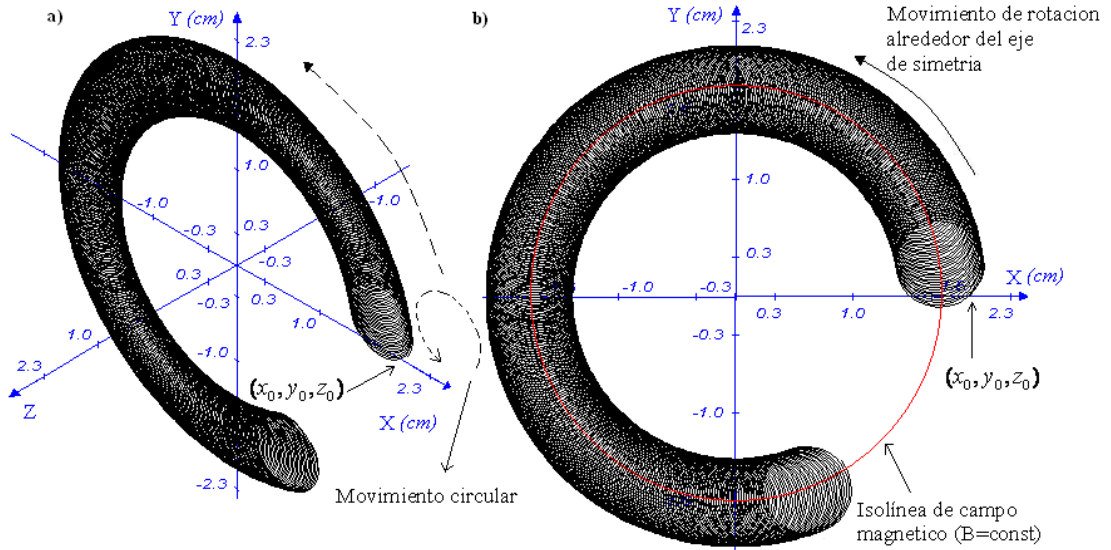 a)
Y (cm)
2.3
1.0
-1.0
-1.0
0.3
-0.3
-0.3
0.3
-0.3
0.3
1.0
1.0
-1.0
2.3
2.3
Z
X (cm)
-2.3
(x₀, y₀, z₀)
Movimiento circular
b)
Y (cm)
Movimiento de rotacion
alrededor del eje
de simetria
1.0
0.3
X (cm)
-1.0
-0.3
0.3
1.0
2.3
-0.3
-1.0
(x₀, y₀, z₀)
Isolínea de campo
magnetico (B=const)